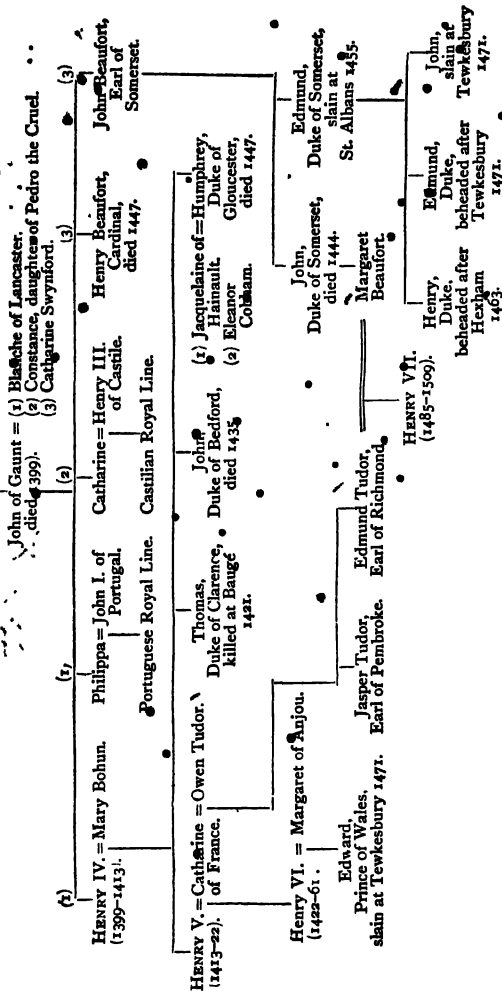 John of Gaunt = (1) Blanche of Lancaster.
died 1399).
(2) Constance, daughter of Pedro the Cruel.
(3) Catharine Swynford.
(1)
(1)
(2)
(3)
(3)
HENRY IV. = Mary Bohun.
(1399–1413).
Philippa = John I. of
Portugal.
Portuguese Royal Line.
Catharine = Henry III.
of Castile.
Castilian Royal Line.
Henry Beaufort,
Cardinal,
died 1447.
John Beaufort,
Earl of
Somerset.
HENRY V. = Catharine = Owen Tudor.
(1413–22).
of France.
Thomas,
Duke of Clarence,
killed at Baugé
1421.
John,
Duke of Bedford,
died 1435
(1) Jacquelaine of = Humphrey,
Hainault.
Duke of
(2) Eleanor
Gloucester,
Cobham.
died 1447.
Henry VI. = Margaret of Anjou.
(1422–61.
Jasper Tudor,
Earl of Pembroke.
Edmund Tudor,
Earl of Richmond
John,
Duke of Somerset,
died 1444.
Margaret
Beaufort.
Edmund,
Duke of Somerset,
slain at
St. Albans 1455.
Edward,
Prince of Wales,
slain at Tewkesbury 1471.
HENRY VII.
(1485–1509).
Henry,
Duke,
beheaded after
Hexham
1463.
Edmund,
Duke,
beheaded after
Tewkesbury
1471.
John,
slain at
Tewkesbury
1471.